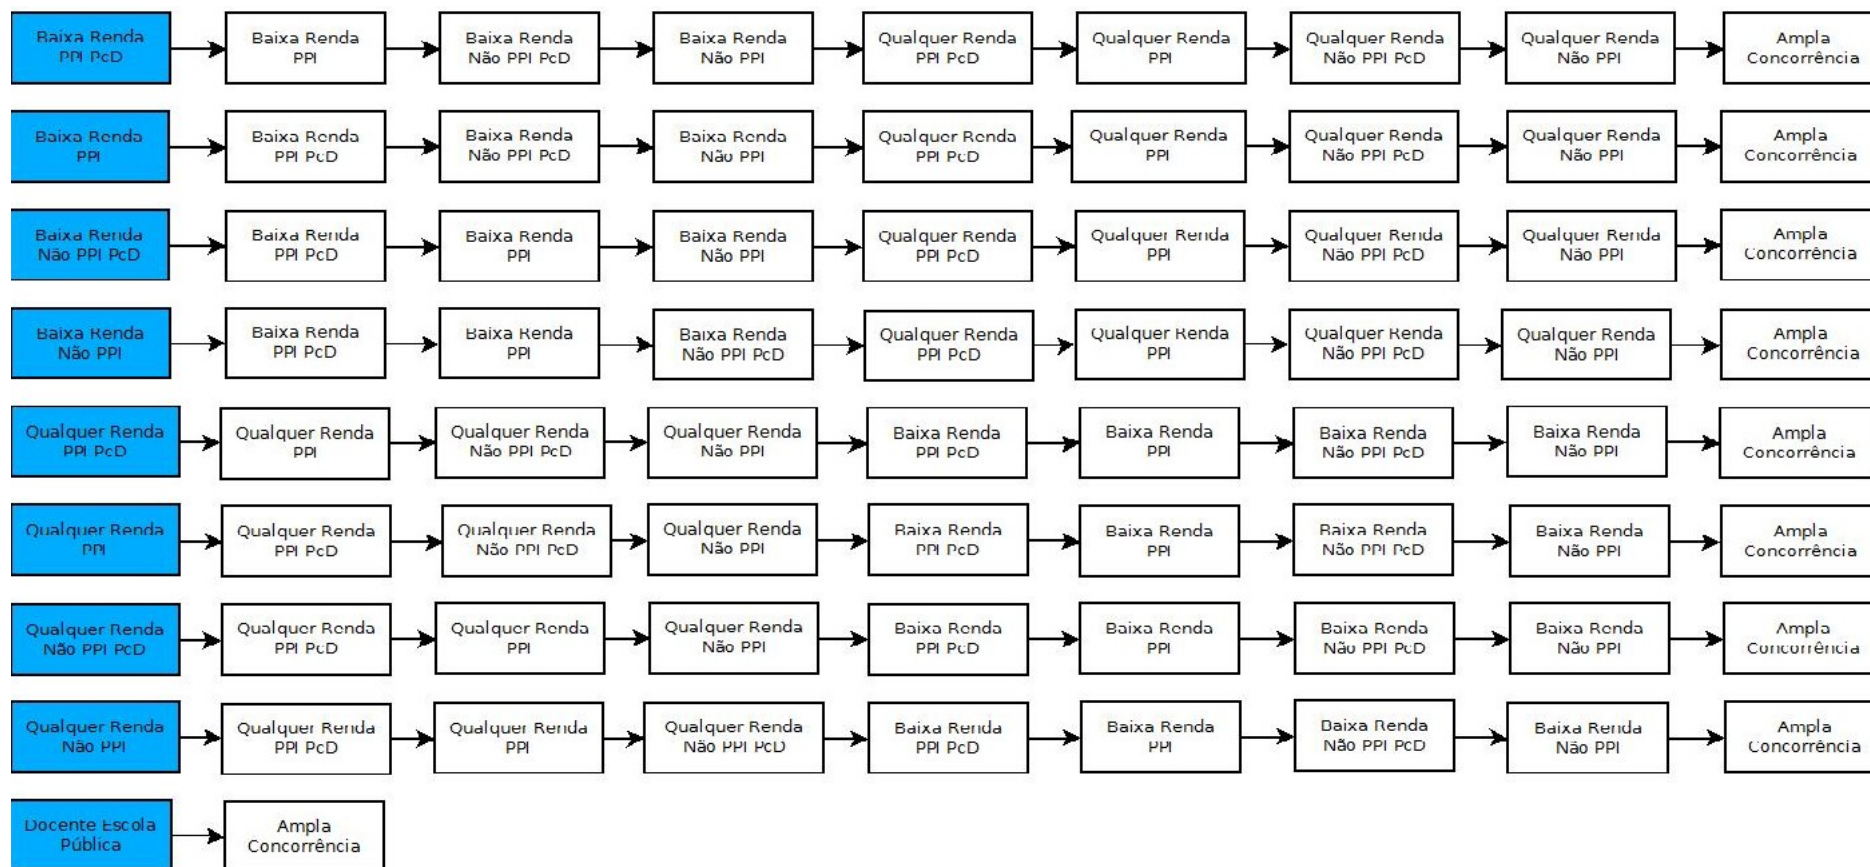 Baixa Renda
PPI PcD
Baixa Renda
PPI
Baixa Renda
Não PPI PcD
Baixa Renda
Não PPI
Qualquer Renda
PPI PcD
Qualquer Renda
PPI
Qualquer Renda
Não PPI PcD
Qualquer Renda
Não PPI
Ampla
Concorrência
Baixa Renda
PPI
Baixa Renda
PPI PcD
Baixa Renda
Não PPI PcD
Baixa Renda
Não PPI
Qualquer Renda
PPI PcD
Qualquer Renda
PPI
Qualquer Renda
Não PPI PcD
Qualquer Renda
Não PPI
Ampla
Concorrência
Baixa Renda
Não PPI PcD
Baixa Renda
PPI PcD
Baixa Renda
PPI
Baixa Renda
Não PPI
Qualquer Renda
PPI PcD
Qualquer Renda
PPI
Qualquer Renda
Não PPI PcD
Qualquer Renda
Não PPI
Ampla
Concorrência
Baixa Renda
Não PPI
Baixa Renda
PPI PcD
Baixa Renda
PPI
Baixa Renda
Não PPI PcD
Qualquer Renda
PPI PcD
Qualquer Renda
PPI
Qualquer Renda
Não PPI PcD
Qualquer Renda
Não PPI
Ampla
Concorrência
Qualquer Renda
PPI PcD
Qualquer Renda
PPI
Qualquer Renda
Não PPI PcD
Qualquer Renda
Não PPI
Baixa Renda
PPI PcD
Baixa Renda
PPI
Baixa Renda
Não PPI PcD
Baixa Renda
Não PPI
Ampla
Concorrência
Qualquer Renda
PPI
Qualquer Renda
PPI PcD
Qualquer Renda
Não PPI PcD
Qualquer Renda
Não PPI
Baixa Renda
PPI PcD
Baixa Renda
PPI
Baixa Renda
Não PPI PcD
Baixa Renda
Não PPI
Ampla
Concorrência
Qualquer Renda
Não PPI PcD
Qualquer Renda
PPI PcD
Qualquer Renda
PPI
Qualquer Renda
Não PPI
Baixa Renda
PPI PcD
Baixa Renda
PPI
Baixa Renda
Não PPI PcD
Baixa Renda
Não PPI
Ampla
Concorrência
Qualquer Renda
Não PPI
Qualquer Renda
PPI PcD
Qualquer Renda
PPI
Qualquer Renda
Não PPI PcD
Baixa Renda
PPI PcD
Baixa Renda
PPI
Baixa Renda
Não PPI PcD
Baixa Renda
Não PPI
Ampla
Concorrência
Docente Escola
Pública
Ampla
Concorrência